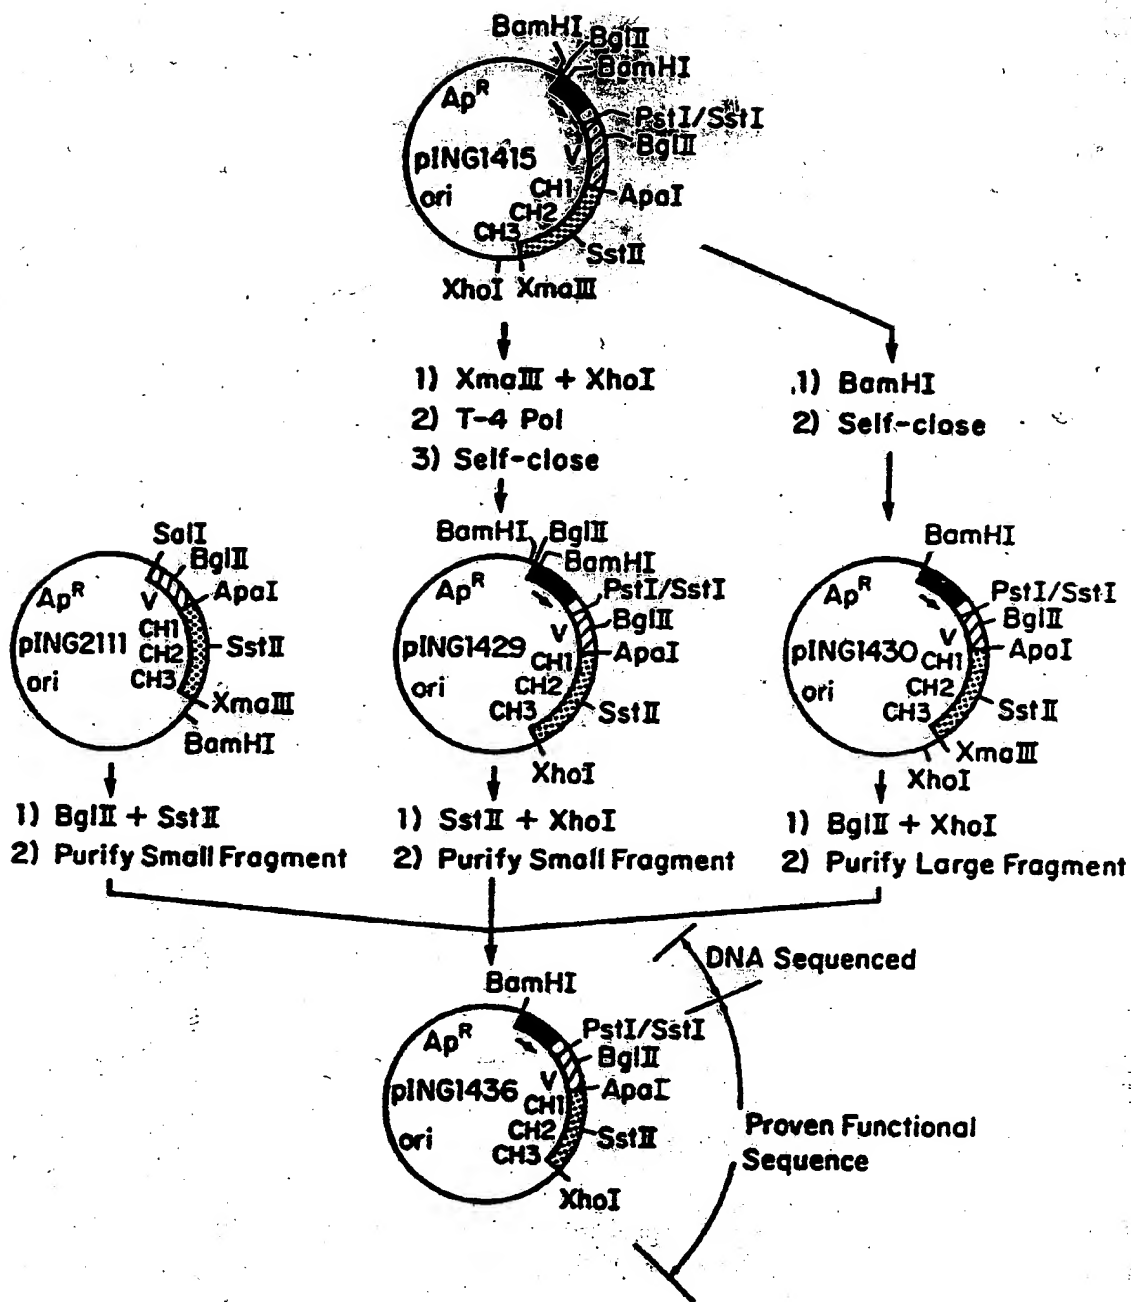 BamHI
BglII
BamHI
Ap^R
PstI/SstI
BglII
pING1415
V
ori
CH1
ApaI
CH2
CH3
SstII
XhoI XmaIII
1) XmaIII + XhoI
2) T-4 Pol
3) Self-close
1) BamHI
2) Self-close
SalI
BglII
ApaI
Ap^R
V
CH1
pING2111
CH2
SstII
ori
CH3
XmaIII
BamHI
1) BglII + SstII
2) Purify Small Fragment
BamHI
BglII
BamHI
Ap^R
PstI/SstI
V
BglII
pING1429
CH1
ApaI
ori
CH2
CH3
SstII
XhoI
1) SstII + XhoI
2) Purify Small Fragment
BamHI
Ap^R
PstI/SstI
V
BglII
pING1430
CH1
ApaI
ori
CH2
CH3
SstII
XmaIII
XhoI
1) BglII + XhoI
2) Purify Large Fragment
BamHI
Ap^R
PstI/SstI
BglII
V
pING1436
ApaI
CH1
ori
CH2
SstII
CH3
XhoI
DNA Sequenced
Proven Functional
Sequence